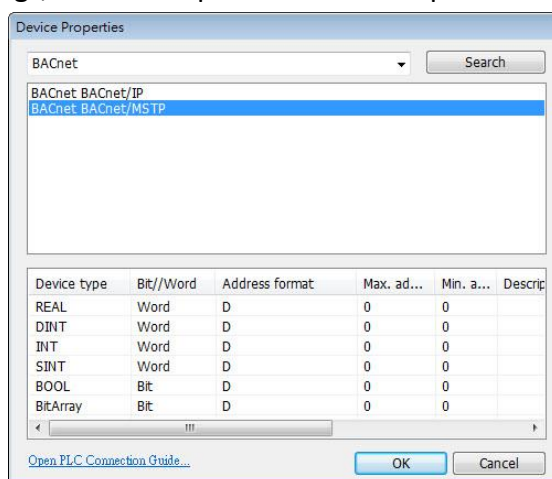 Device Properties
BACnet
Search
BACnet BACnet/IP
BACnet BACnet/MSTP
Device type Bit//Word Address format Max. ad... Min. a... Descrip
REAL Word D 0 0
DINT Word D 0 0
INT Word D 0 0
SINT Word D 0 0
BOOL Bit D 0 0
BitArray Bit D 0 0
Open PLC Connection Guide...
OK Cancel